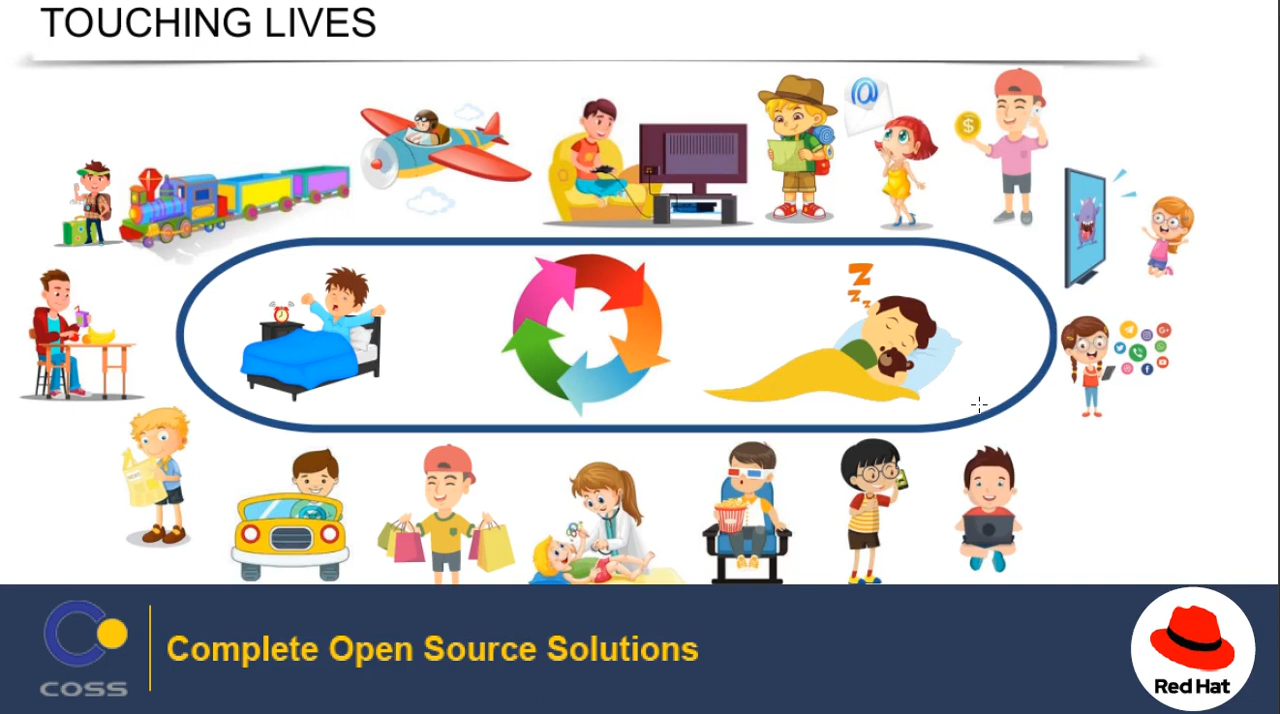 TOUCHING LIVES
@
$
Z
Z
Z
Complete Open Source Solutions
COSS
Red Hat